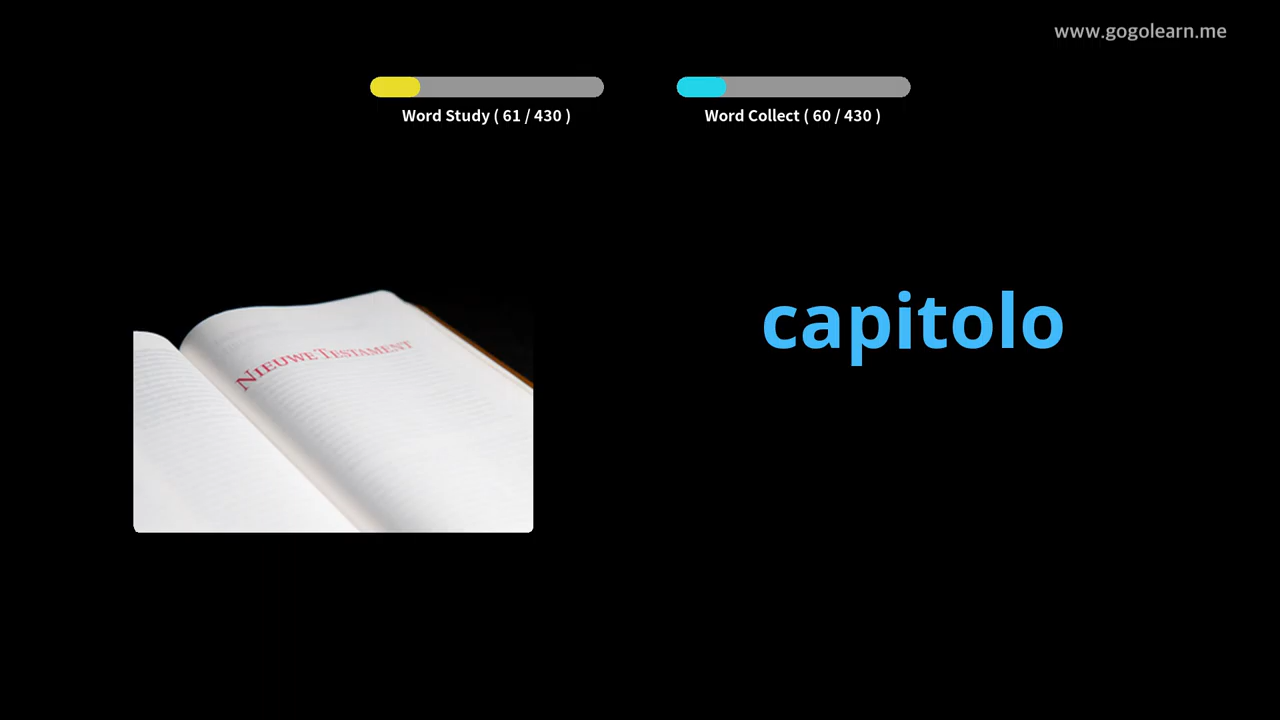 www.gogolearn.me
Word Study ( 61 / 430 )
Word Collect ( 60 / 430 )
NIEUWE TESTAMENT
capitolo